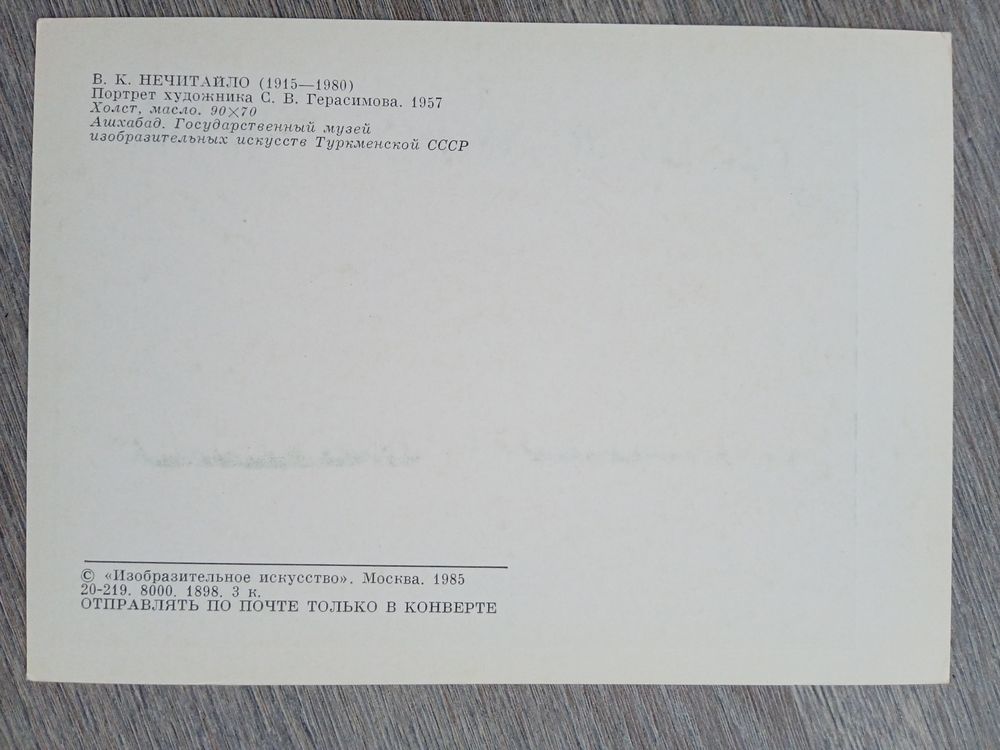 В. К. НЕЧИТАЙЛО (1915—1980)
Портрет художника С. В. Герасимова. 1957
Холст, масло. 90×70
Ашхабад. Государственный музей
изобразительных искусств Туркменской ССР
© «Изобразительное искусство». Москва. 1985
20-219. 8000. 1898. 3 к.
ОТПРАВЛЯТЬ ПО ПОЧТЕ ТОЛЬКО В КОНВЕРТЕ